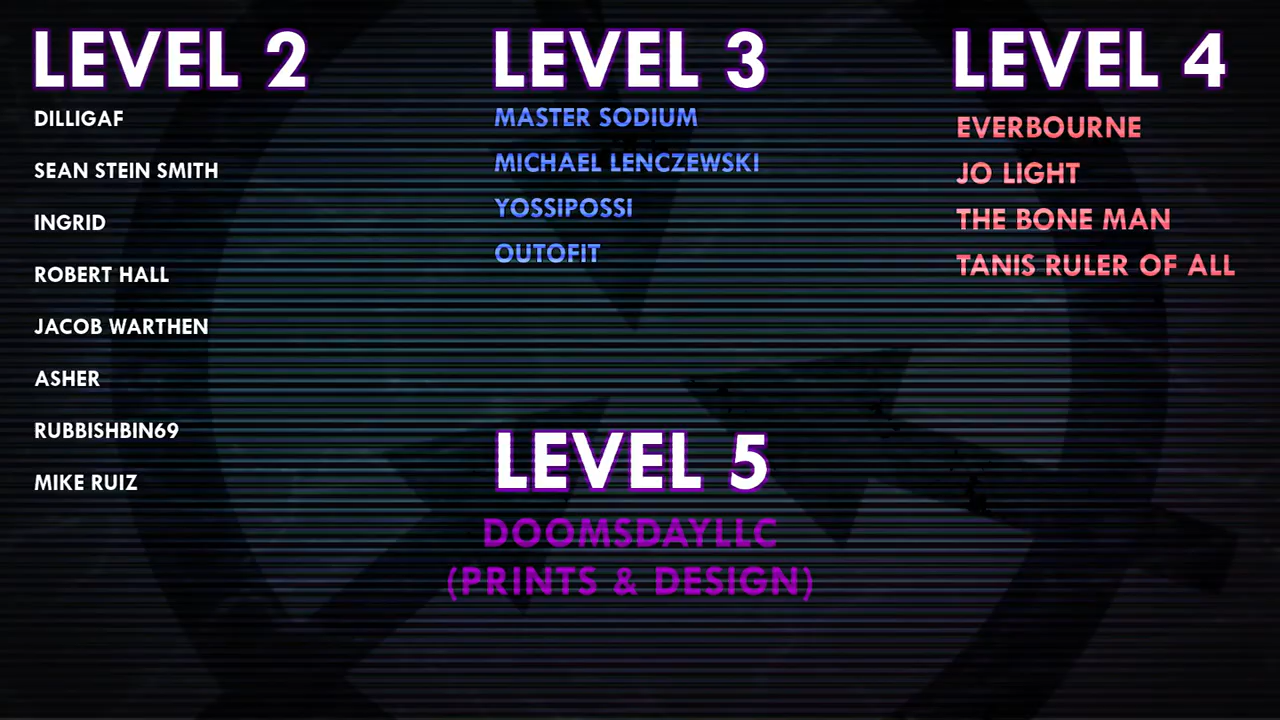 LEVEL 2
DILLIGAF
SEAN STEIN SMITH
INGRID
ROBERT HALL
JACOB WARTHEN
ASHER
RUBBISHBIN69
MIKE RUIZ
LEVEL 3
MASTER SODIUM
MICHAEL LENCZEWSKI
YOSSIPOSSI
OUTOFIT
LEVEL 4
EVERBOURNE
JO LIGHT
THE BONE MAN
TANIS RULER OF ALL
LEVEL 5
DOOMSDAYLLC
(PRINTS & DESIGN)